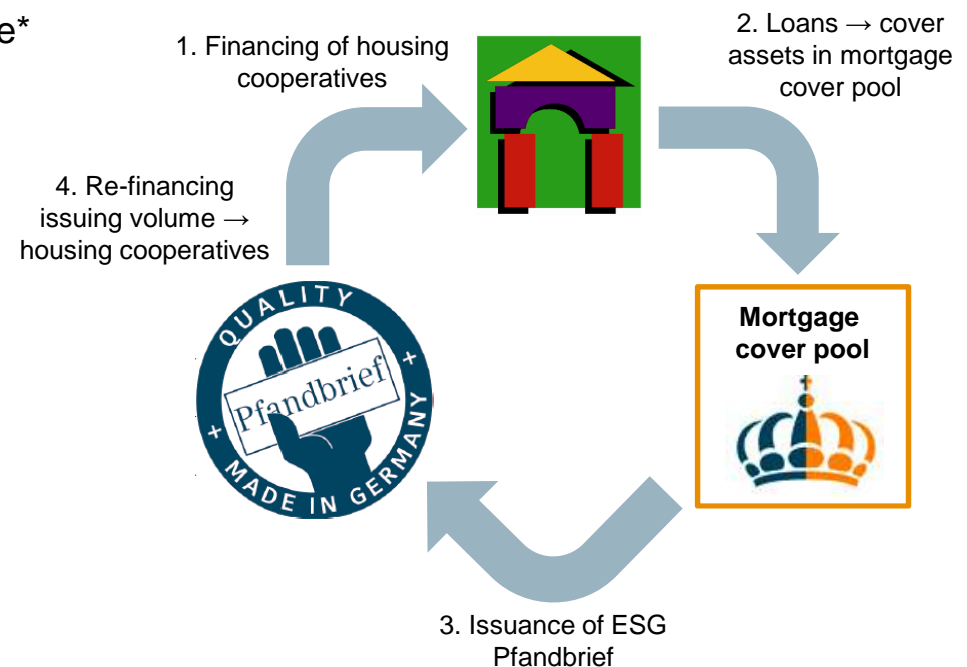 e*
1. Financing of housing
cooperatives
2. Loans → cover
assets in mortgage
cover pool
4. Re-financing
issuing volume →
housing cooperatives
QUALITY
Pfandbrief
+ MADE IN GERMANY +
Mortgage
cover pool
3. Issuance of ESG
Pfandbrief